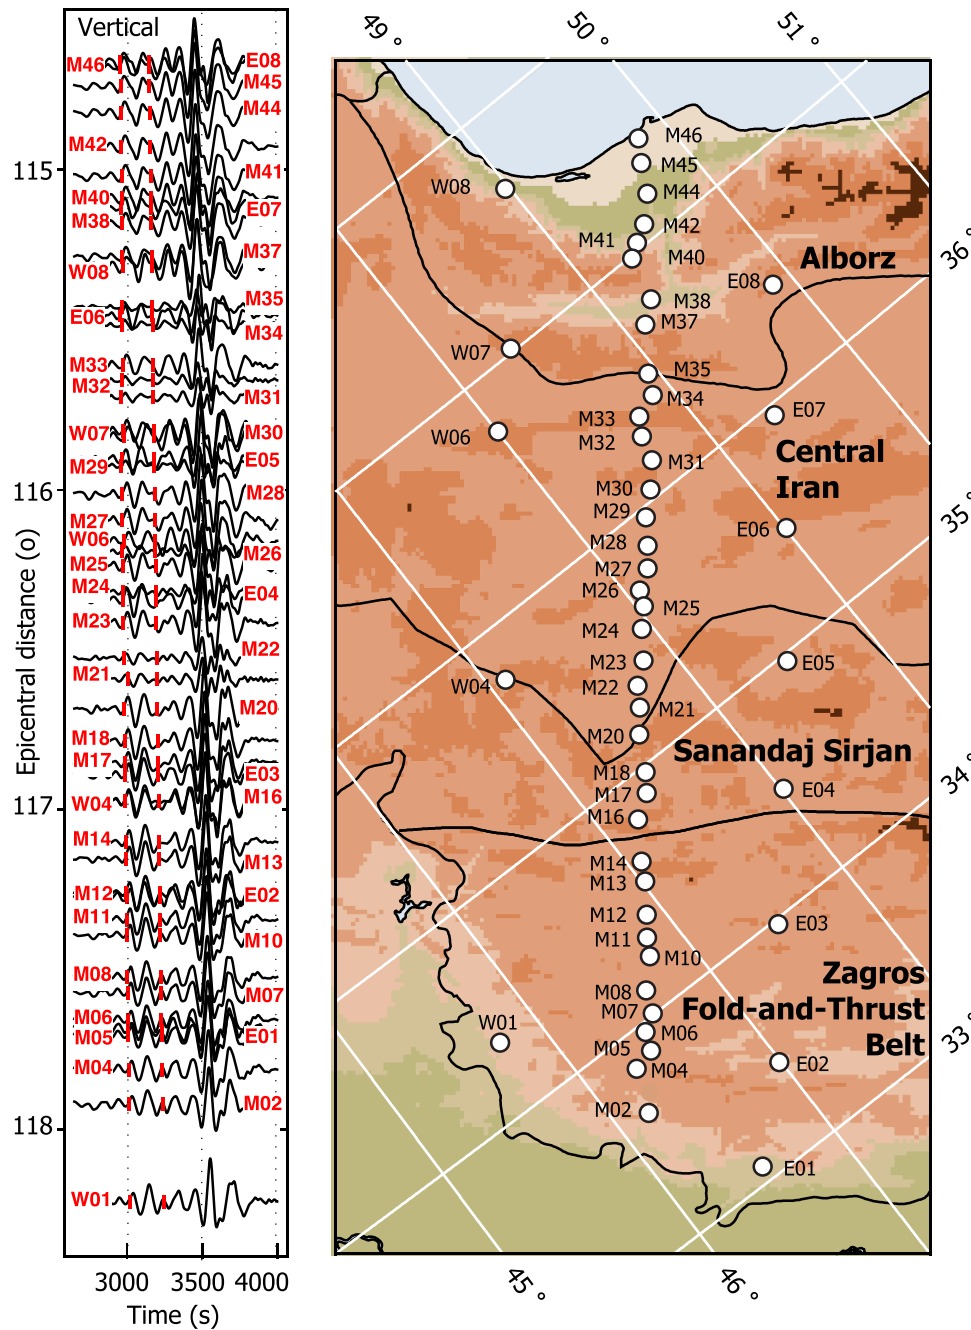 Vertical
M46
E08
M45
M44
M42
M41
M40
E07
M38
M37
W08
M35
E06
M34
M33
M32
M31
W07
M30
M29
E05
M28
M27
W06
M26
M25
M24
E04
M23
M22
M21
M20
M18
M17
E03
W04
M16
M14
M13
M12
E02
M11
M10
M08
M07
M06
M05
E01
M04
M02
W01
115
116
117
118
Epicentral distance (o)
3000 3500 4000
Time (s)
49 °
50 °
51 °
36 °
35 °
34 °
33 °
45 °
46 °
M46
M45
W08
M44
M42
M41
M40
Alborz
E08
M38
M37
W07
M35
M34
E07
M33
W06
M32
Central
Iran
M31
M30
M29
E06
M28
M27
M26
M25
M24
M23
E05
W04
M22
M21
M20
Sanandaj Sirjan
M18
M17
E04
M16
M14
M13
M12
E03
M11
M10
Zagros
Fold-and-Thrust
Belt
M08
M07
W01
M06
M05
M04
E02
M02
E01